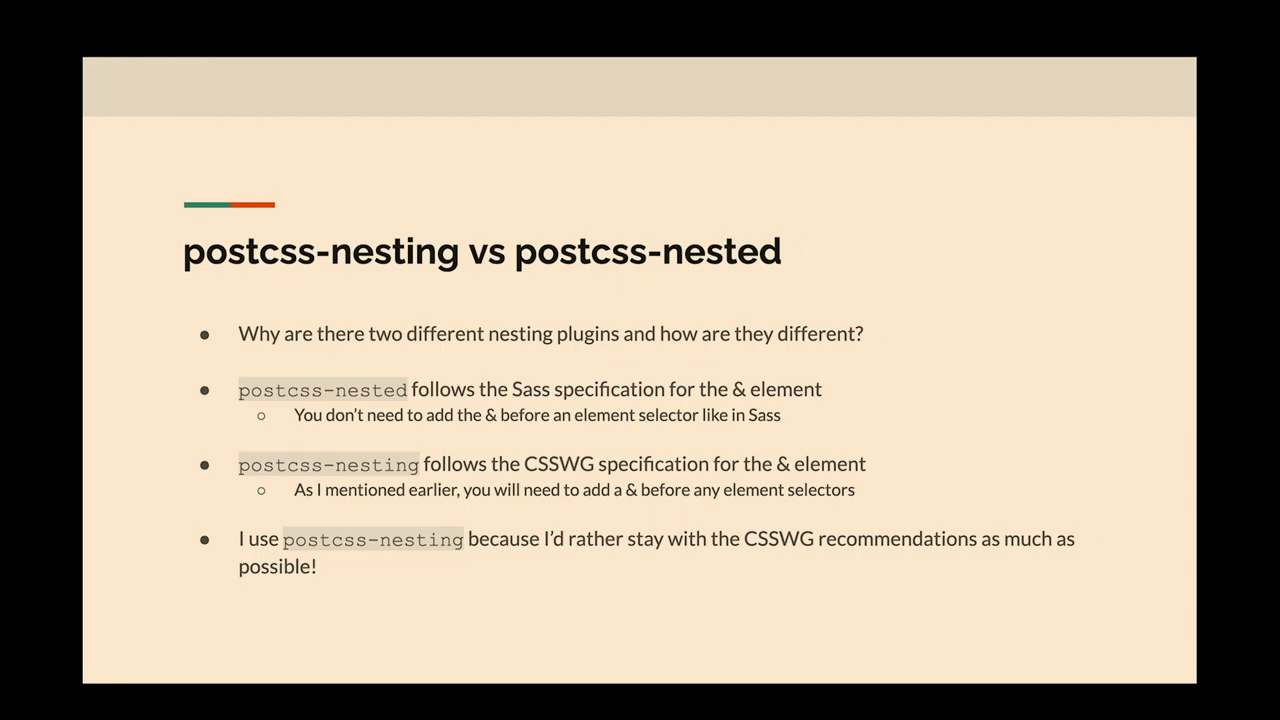 postcss-nesting vs postcss-nested
● Why are there two different nesting plugins and how are they different?
● postcss-nested follows the Sass specification for the & element
○ You don’t need to add the & before an element selector like in Sass
● postcss-nesting follows the CSSWG specification for the & element
○ As I mentioned earlier, you will need to add a & before any element selectors
● I use postcss-nesting because I’d rather stay with the CSSWG recommendations as much as
possible!